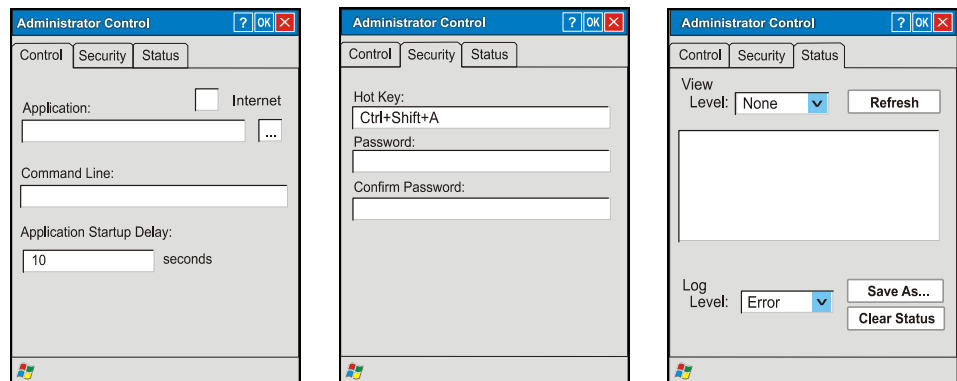 Administrator Control ? OK X
Control Security Status
Internet
Application:
...
Command Line:
Application Startup Delay:
10 seconds
Administrator Control ? OK X
Control Security Status
Hot Key:
Ctrl+Shift+A
Password:
Confirm Password:
Administrator Control ? OK X
Control Security Status
View
Level: None Refresh
Log
Level: Error Save As...
Clear Status